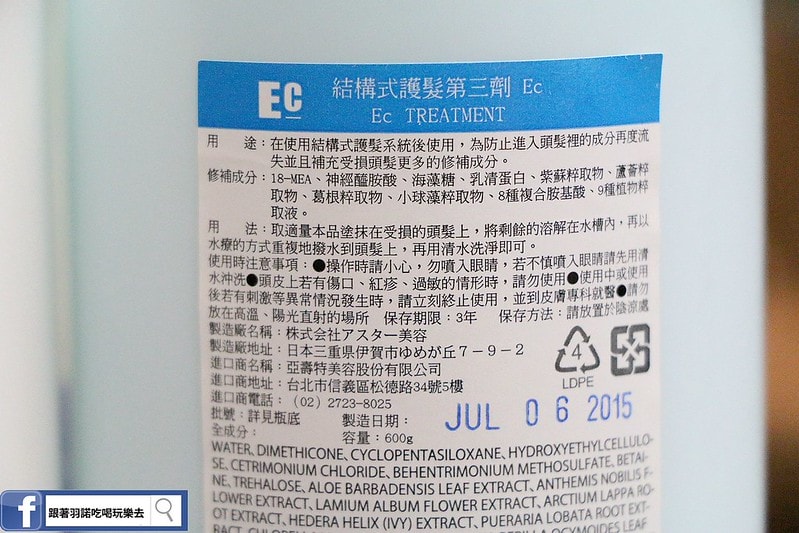 EC 結構式護髮第三劑 Ec
Ec TREATMENT
用 途：在使用結構式護髮系統後使用，為防止進入頭髮裡的成分再度流
失並且補充受損頭髮更多的修補成分。
修補成分：18-MEA、神經醯胺酸、海藻糖、乳清蛋白、紫蘇粹取物、蘆薈粹
取物、葛根粹取物、小球藻粹取物、8種複合胺基酸、9種植物粹
取液。
用 法：取適量本品塗抹在受損的頭髮上，將剩餘的溶解在水槽內，再以
水療的方式重複地撥水到頭髮上，再用清水洗淨即可。
使用時注意事項：●操作時請小心，勿噴入眼睛，若不慎噴入眼睛請先用清
水沖洗●頭皮上若有傷口、紅疹、過敏的情形時，請勿使用●使用中或使用
後若有刺激等異常情況發生時，請立刻終止使用，並到皮膚專科就醫●請勿
放在高溫、陽光直射的場所 保存期限：3年 保存方法：請放置於陰涼處
製造廠名稱：株式会社アスター美容
製造廠地址：日本三重県伊賀市ゆめが丘７－９－２
進口商名稱：亞壽特美容股份有限公司
進口商地址：台北市信義區松德路34號5樓
進口商電話：（02）2723-8025
批號：詳見瓶底 製造日期：JUL 06 2015
容量：600g
4
LDPE
全成分：
WATER, DIMETHICONE, CYCLOPENTASILOXANE, HYDROXYETHYLCELLULO-
SE, CETRIMONIUM CHLORIDE, BEHENTRIMONIUM METHOSULFATE, BETAI-
NE, TREHALOSE, ALOE BARBADENSIS LEAF EXTRACT, ANTHEMIS NOBILIS F-
LOWER EXTRACT, LAMIUM ALBUM FLOWER EXTRACT, ARCTIUM LAPPA RO-
OT EXTRACT, HEDERA HELIX (IVY) EXTRACT, PUERARIA LOBATA ROOT EXT-
OCYMOIDES LEAF
f 跟著羽諾吃喝玩樂去